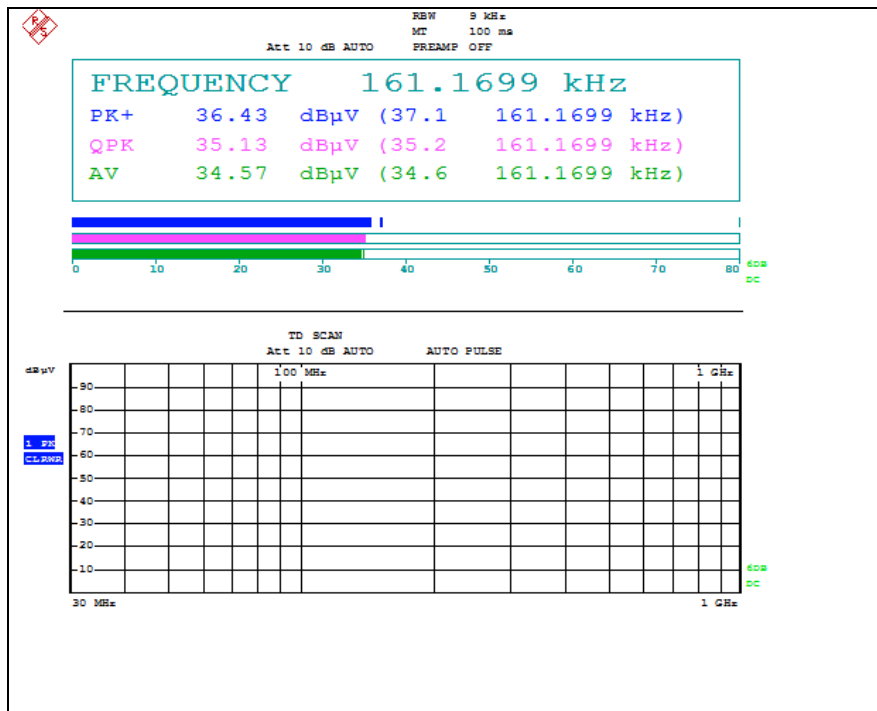 R S
RBW 9 kHz
MT 100 ms
Att 10 dB AUTO PREAMP OFF
FREQUENCY 161.1699 kHz
PK+ 36.43 dBµV (37.1 161.1699 kHz)
QPK 35.13 dBµV (35.2 161.1699 kHz)
AV 34.57 dBµV (34.6 161.1699 kHz)
0 10 20 30 40 50 60 70 80
6DB
DC
TD SCAN
Att 10 dB AUTO AUTO PULSE
dBµV
100 MHz 1 GHz
90
80
70
1 PK
60
CLRWR
50
40
30
20
10
6DB
DC
30 MHz 1 GHz